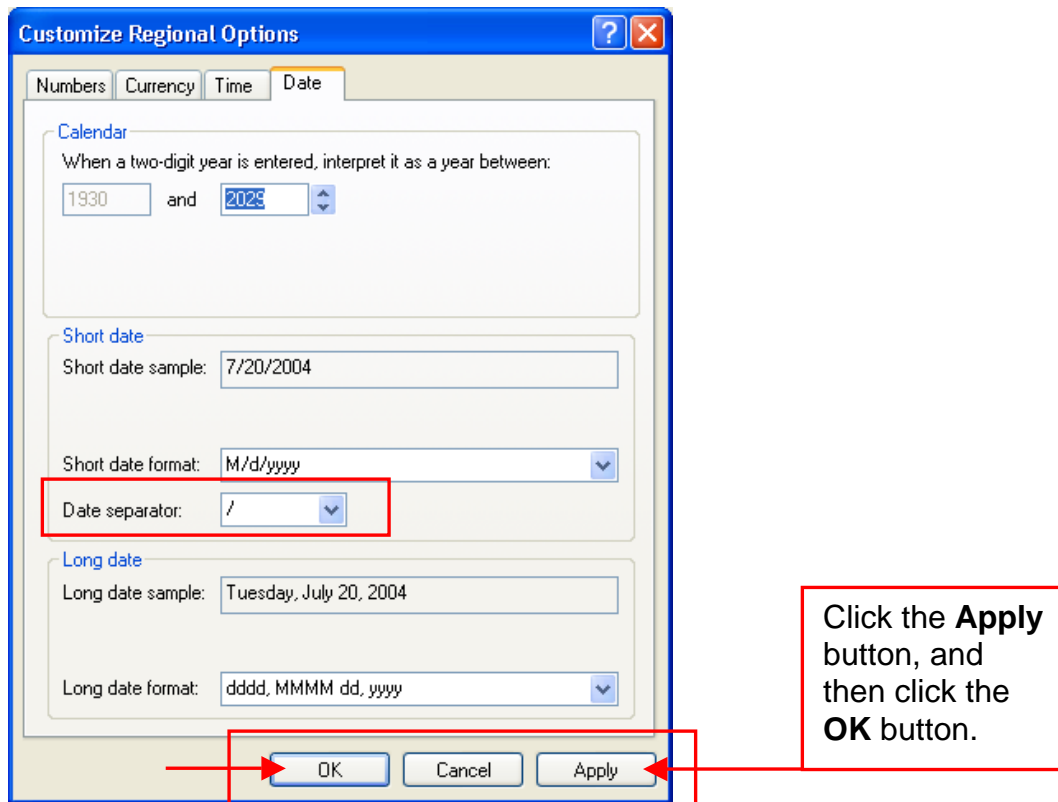 Customize Regional Options
Numbers Currency Time Date
Calendar
When a two-digit year is entered, interpret it as a year between:
1930 and 2029
Short date
Short date sample: 7/20/2004
Short date format: M/d/yyyy
Date separator: /
Long date
Long date sample: Tuesday, July 20, 2004
Long date format: dddd, MMMM dd, yyyy
OK Cancel Apply
Click the Apply
button, and
then click the
OK button.